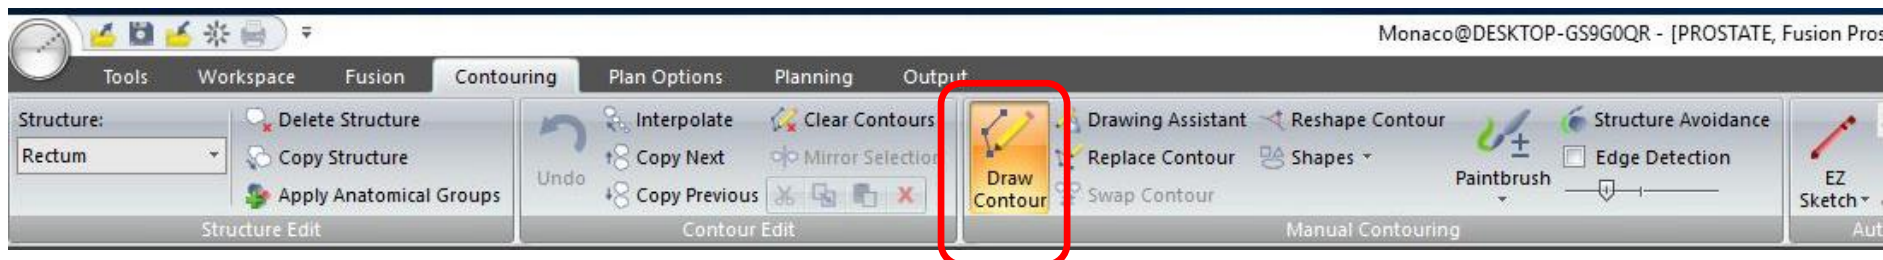 Monaco@DESKTOP-GS9G0QR - [PROSTATE, Fusion Pros
Tools Workspace Fusion Contouring Plan Options Planning Output
Structure:
Rectum
Delete Structure
Copy Structure
Apply Anatomical Groups
Structure Edit
Undo
Interpolate
Copy Next
Copy Previous
Clear Contours
Mirror Selection
Contour Edit
Draw
Contour
Drawing Assistant
Replace Contour
Swap Contour
Reshape Contour
Shapes
Paintbrush
Structure Avoidance
Edge Detection
Manual Contouring
EZ
Sketch
Aut